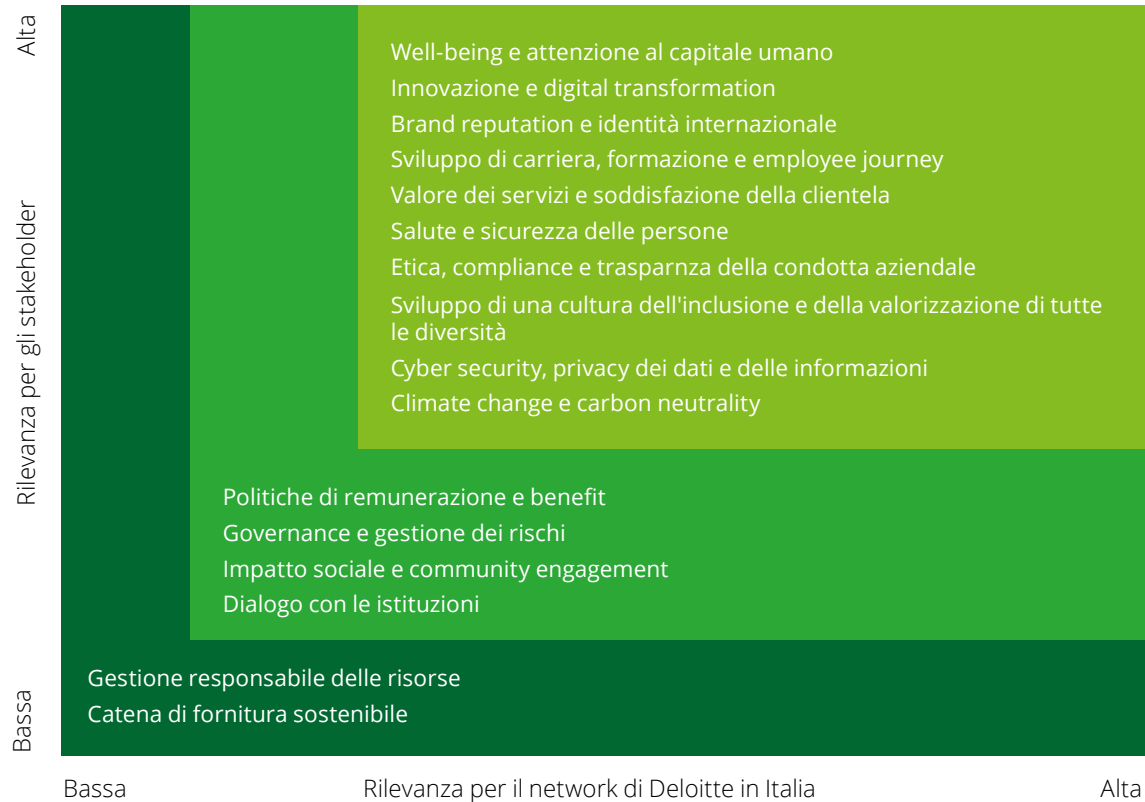 Alta
Rilevanza per gli stakeholder
Bassa
Well-being e attenzione al capitale umano
Innovazione e digital transformation
Brand reputation e identità internazionale
Sviluppo di carriera, formazione e employee journey
Valore dei servizi e soddisfazione della clientela
Salute e sicurezza delle persone
Etica, compliance e trasparnza della condotta aziendale
Sviluppo di una cultura dell'inclusione e della valorizzazione di tutte
le diversità
Cyber security, privacy dei dati e delle informazioni
Climate change e carbon neutrality
Politiche di remunerazione e benefit
Governance e gestione dei rischi
Impatto sociale e community engagement
Dialogo con le istituzioni
Gestione responsabile delle risorse
Catena di fornitura sostenibile
Bassa
Rilevanza per il network di Deloitte in Italia
Alta